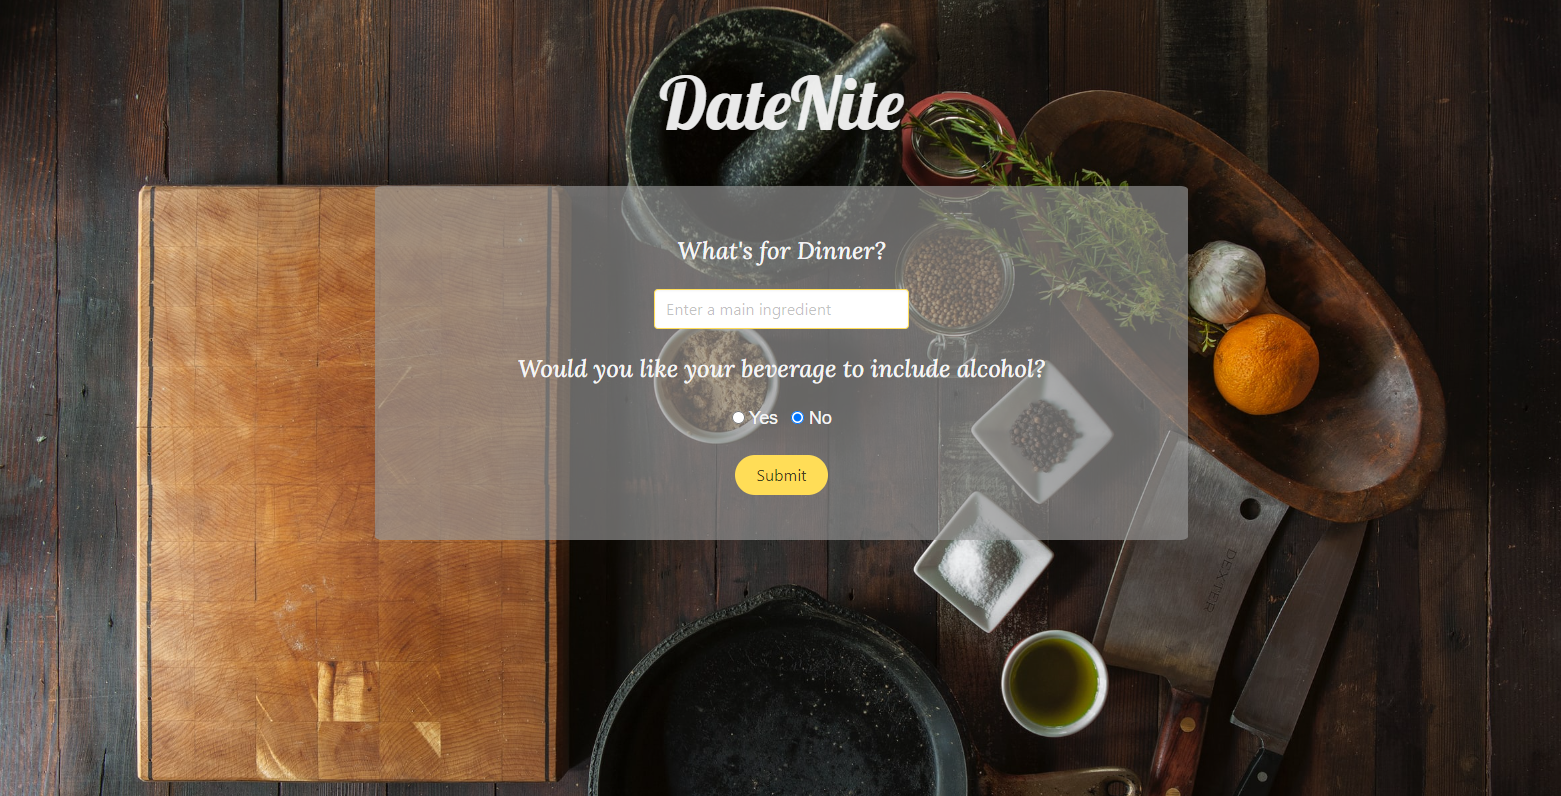 DateNite
What's for Dinner?
Enter a main ingredient
Would you like your beverage to include alcohol?
Yes No
Submit
DEXTER